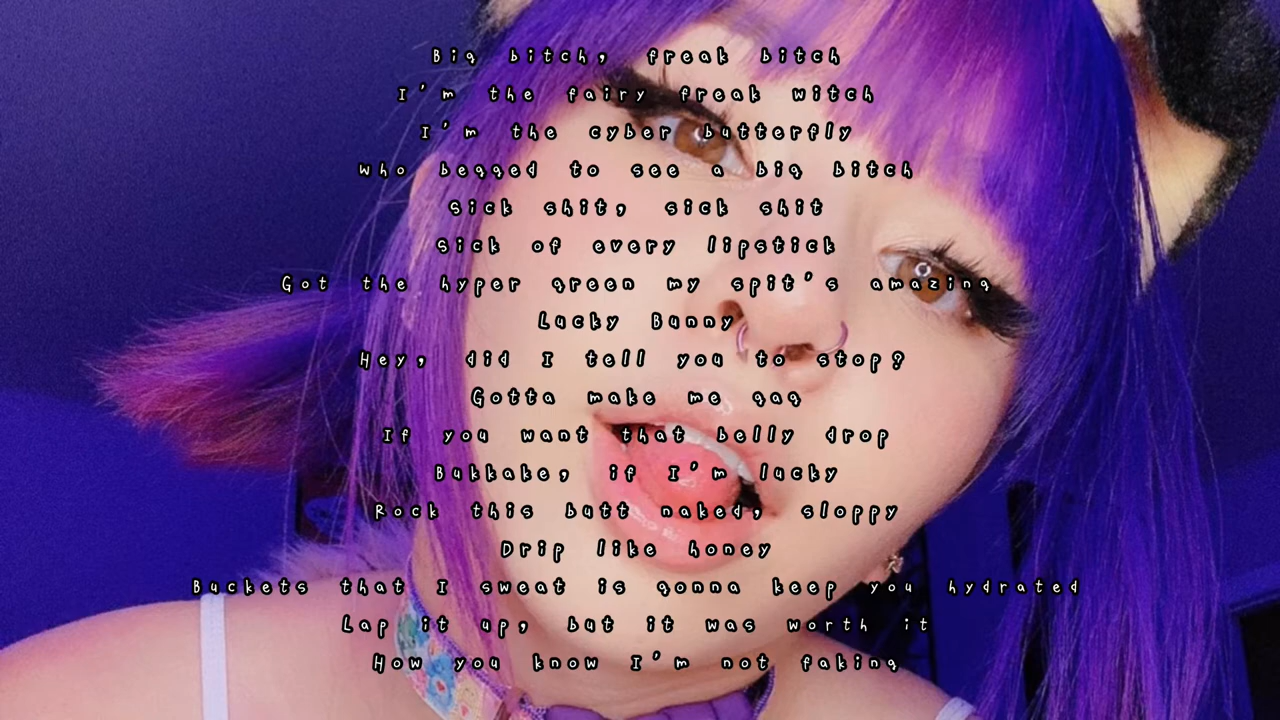 Big bitch, freak bitch
I'm the fairy freak witch
I'm the cyber butterfly
who begged to see a big bitch
Sick shit, sick shit
Sick of every lipstick
Got the hyper green my spit's amazing
Lucky Bunny
Hey, did I tell you to stop?
Gotta make me gag
If you want that belly drop
Bukkake, if I'm lucky
Rock this butt naked, sloppy
Drip like honey
Buckets that I sweat is gonna keep you hydrated
Lap it up, but it was worth it
How you know I'm not faking